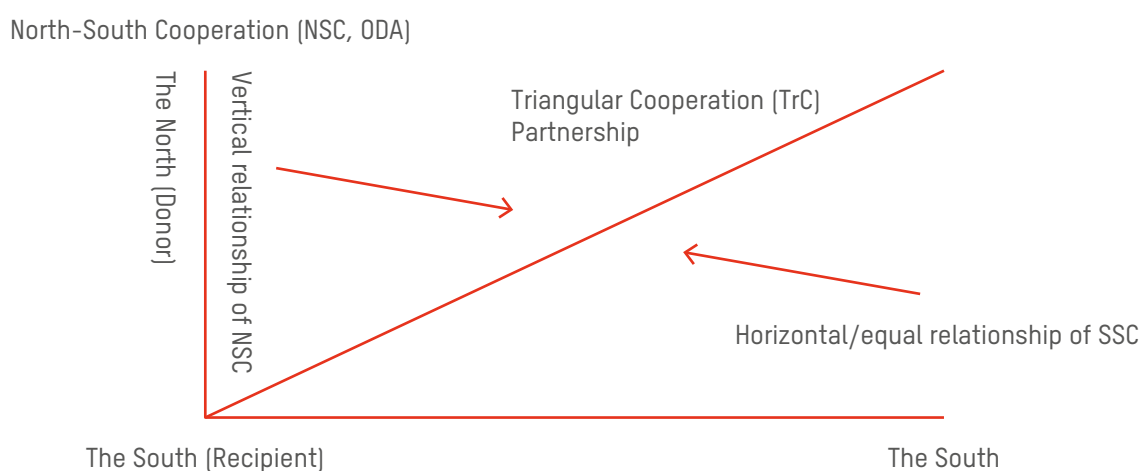 North-South Cooperation (NSC, ODA)
The North (Donor)
Vertical relationship of NSC
Triangular Cooperation (TrC)
Partnership
Horizontal/equal relationship of SSC
The South (Recipient)
The South